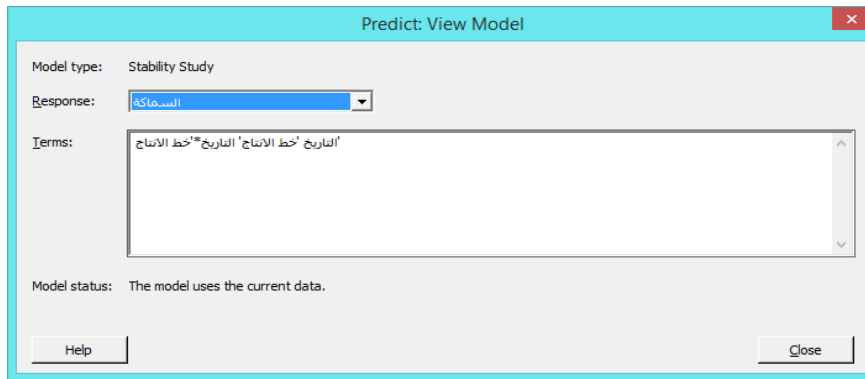 Predict: View Model
Model type: Stability Study
Response: السماكة
Terms: التاريخ 'خط الانتاج' التاريخ*'خط الانتاج'
Model status: The model uses the current data.
Help Close